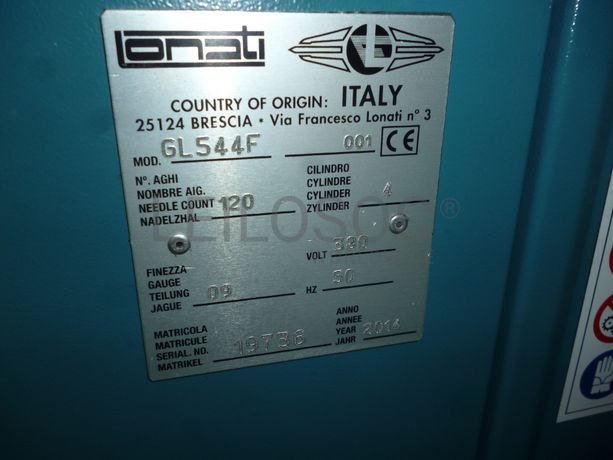 Lonati
COUNTRY OF ORIGIN: ITALY
25124 BRESCIA • Via Francesco Lonati n° 3
MOD. GL544F 001 CE
N°. AGHI
NOMBRE AIG.
NEEDLE COUNT 120
NADELZHAL
CILINDRO
CYLINDRE
CYLINDER 4
ZYLINDER
LEILOSOC®
VOLT 380
FINEZZA
GAUGE
TEILUNG 09
JAGUE
HZ 50
MATRICOLA
MATRICULE
SERIAL. NO. 19736
MATRIKEL
ANNO
ANNEE
YEAR 2014
JAHR